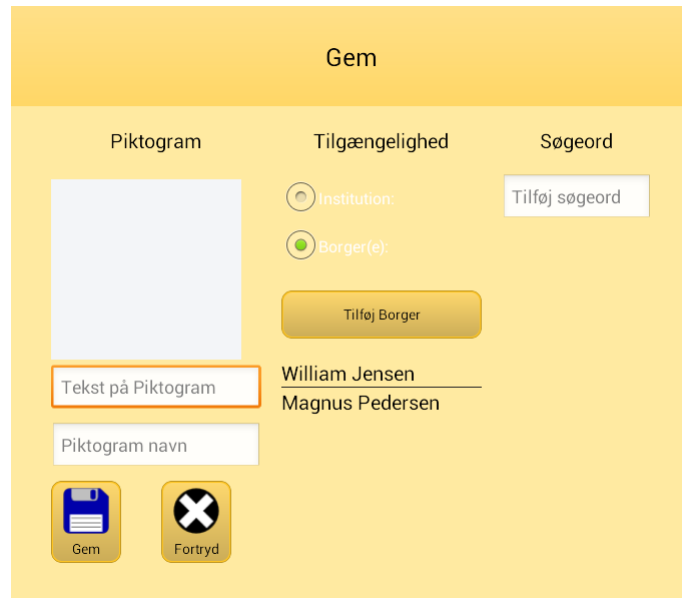 Gem
Piktogram
Tekst på Piktogram
Piktogram navn
Gem
Fortryd
Tilgængelighed
Institution:
Borger(e):
Tilføj Borger
William Jensen
Magnus Pedersen
Søgeord
Tilføj søgeord